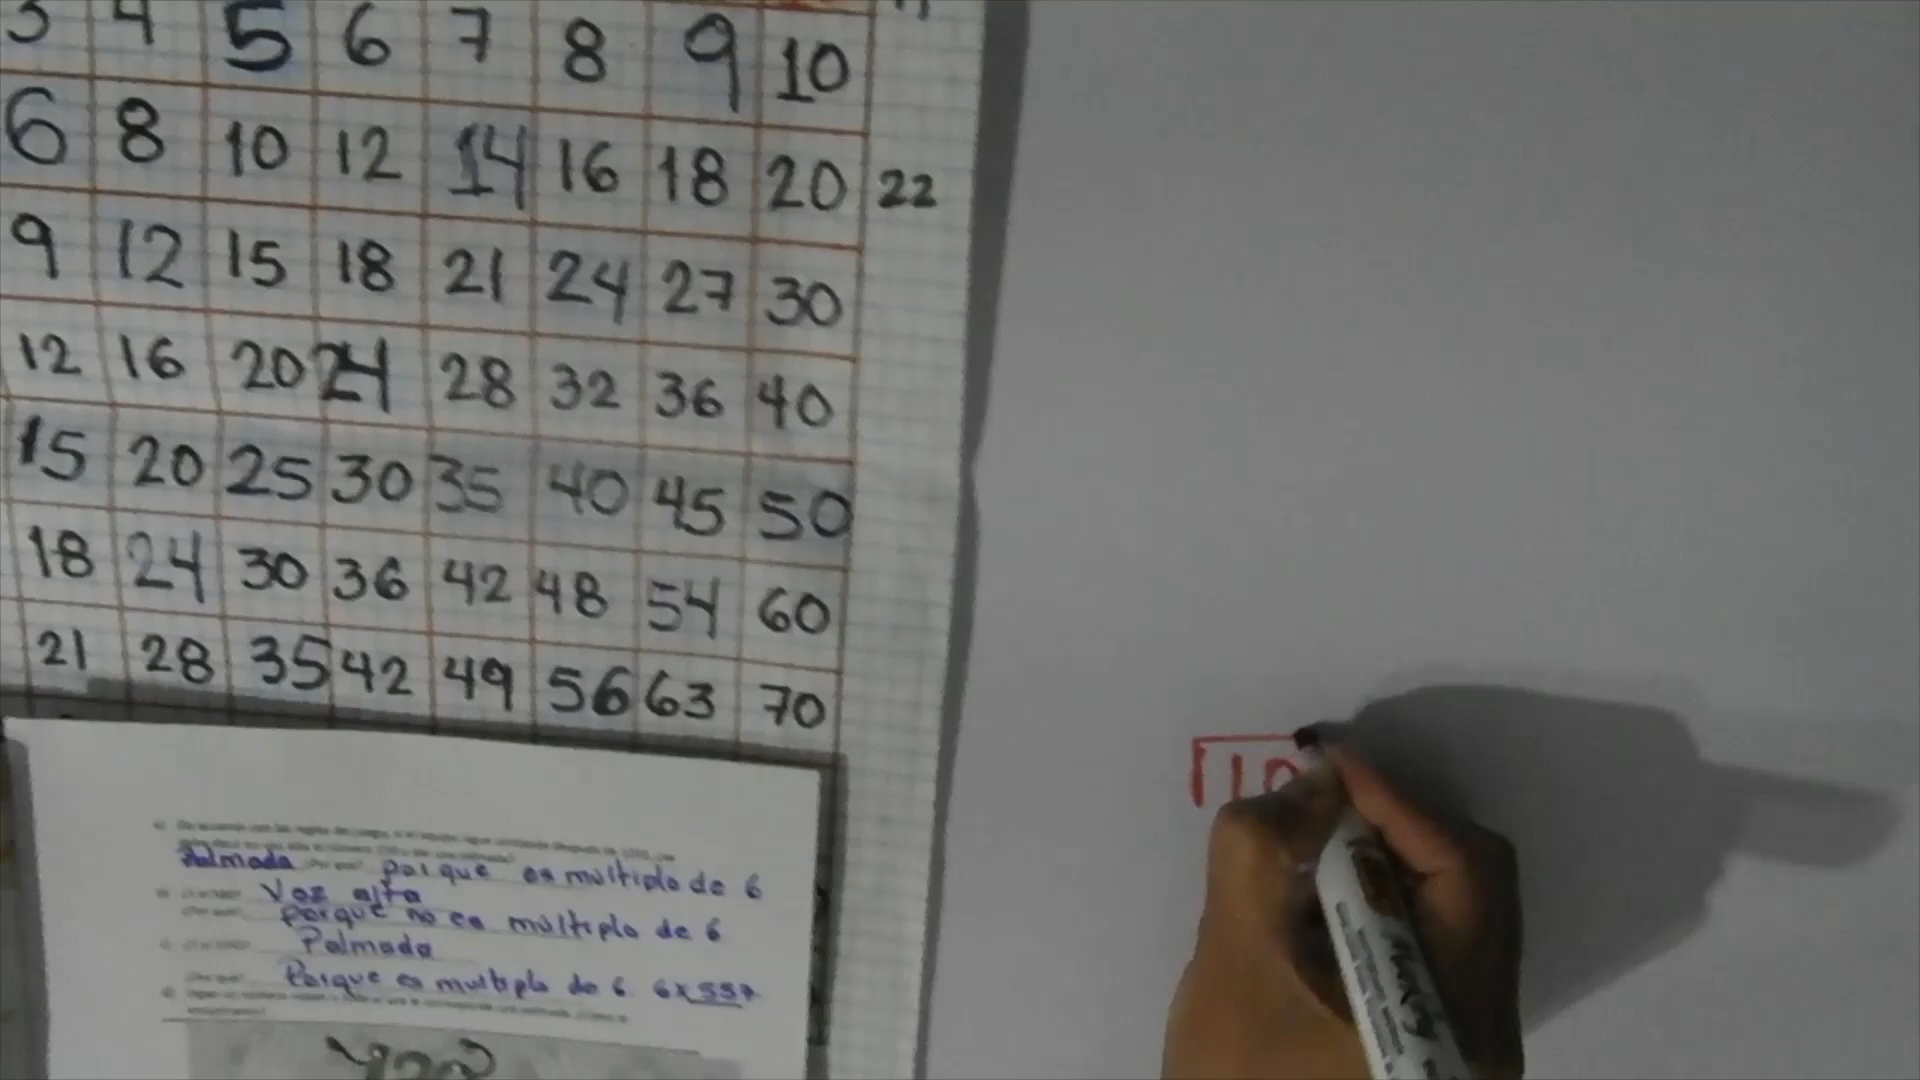 3 4 5 6 7 8 9 10
6 8 10 12 14 16 18 20 22
9 12 15 18 21 24 27 30
12 16 20 24 28 32 36 40
15 20 25 30 35 40 45 50
18 24 30 36 42 48 54 60
21 28 35 42 49 56 63 70
Palmada porque es multiplo de 6
Voz alta
porque no es múltiplo de 6
Palmada
Porque es multiplo de 6 6x557
10